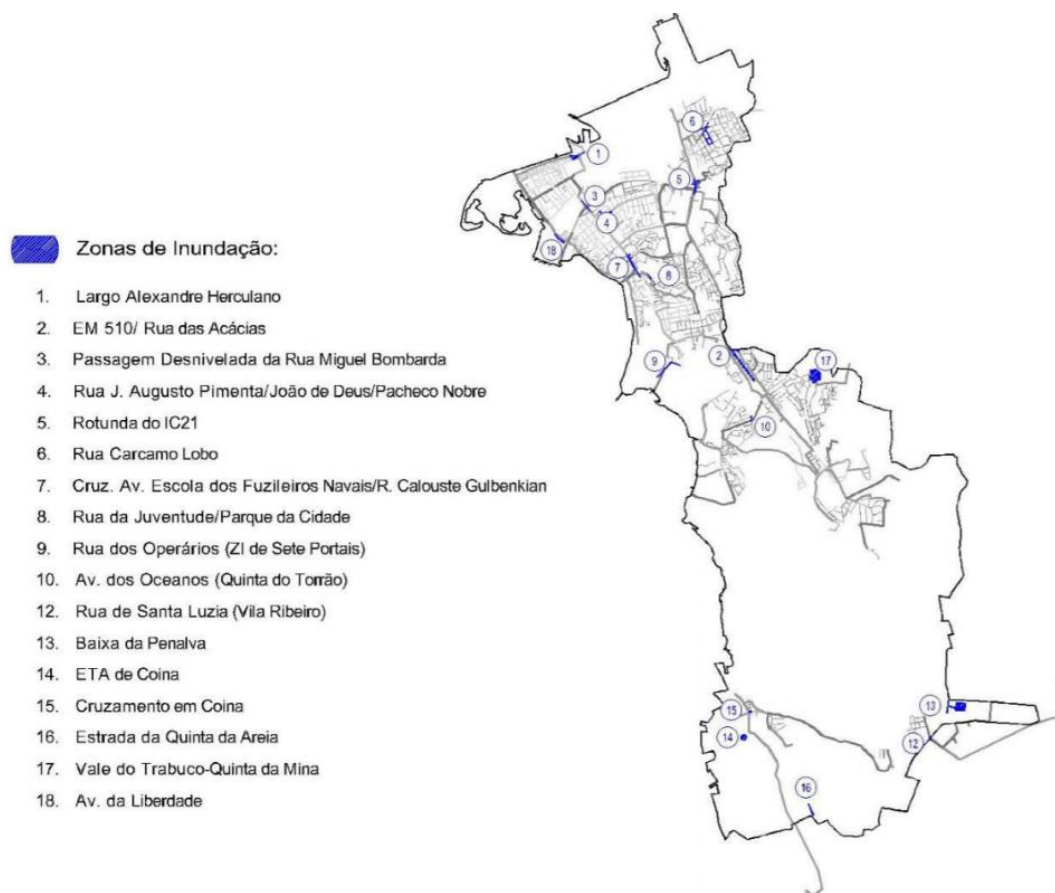 Zonas de Inundação:
1. Largo Alexandre Herculano
2. EM 510/ Rua das Acácias
3. Passagem Desnivelada da Rua Miguel Bombarda
4. Rua J. Augusto Pimenta/João de Deus/Pacheco Nobre
5. Rotunda do IC21
6. Rua Carcamo Lobo
7. Cruz. Av. Escola dos Fuzileiros Navais/R. Calouste Gulbenkian
8. Rua da Juventude/Parque da Cidade
9. Rua dos Operários (ZI de Sete Portais)
10. Av. dos Oceanos (Quinta do Torrão)
12. Rua de Santa Luzia (Vila Ribeiro)
13. Baixa da Penalva
14. ETA de Coina
15. Cruzamento em Coina
16. Estrada da Quinta da Areia
17. Vale do Trabuco-Quinta da Mina
18. Av. da Liberdade
6
1
5
3
4
18
7
8
2
17
9
10
13
15
14
12
16